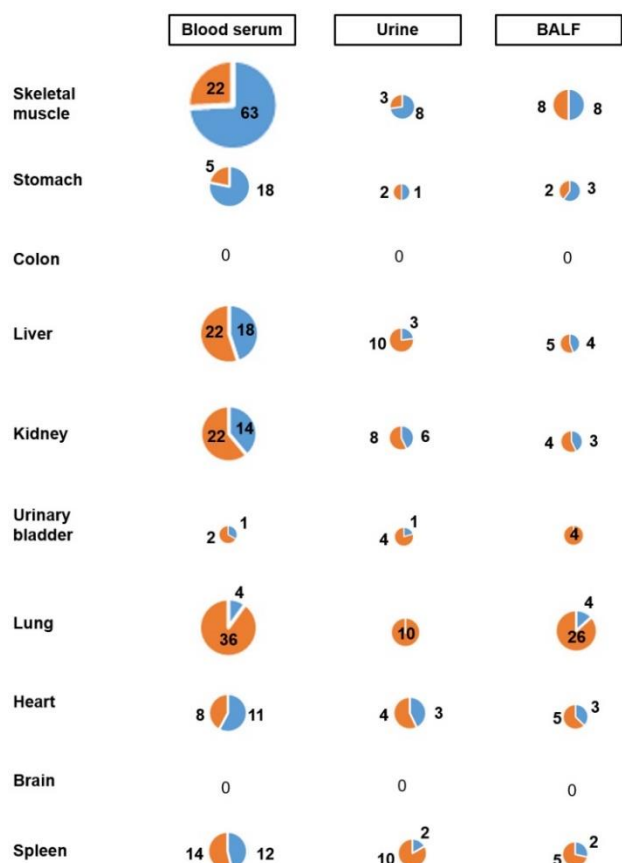 Blood serum Urine BALF
Skeletal
muscle
22
63
3
8
8 8
Stomach
5
18
2 1
2 3
Colon
0 0 0
Liver
22 18
3
10
5 4
Kidney
22 14
8 6
4 3
Urinary
bladder
1
2
1
4
4
Lung
4
36
10
4
26
Heart
8 11
4 3
3
5
Brain
0 0 0
Spleen
14 12
2
10
2
5